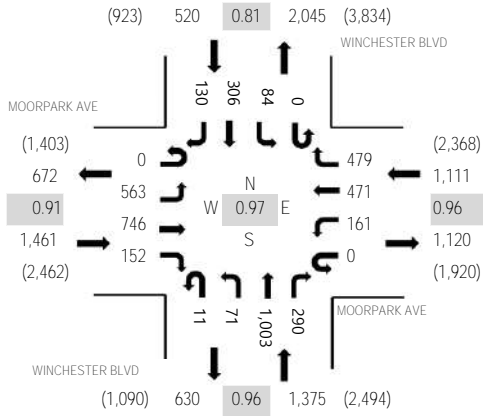 (923) 520 0.81 2,045 (3,834)
WINCHESTER BLVD
130 306 84 0
MOORPARK AVE
(1,403) (2,368)
0 479
672 1,111
563 N 471
0.91 W 0.97 E 0.96
746 161
1,461 S 1,120
152 0
(2,462) (1,920)
11 71 1,003 290
MOORPARK AVE
WINCHESTER BLVD
(1,090) 630 0.96 1,375 (2,494)